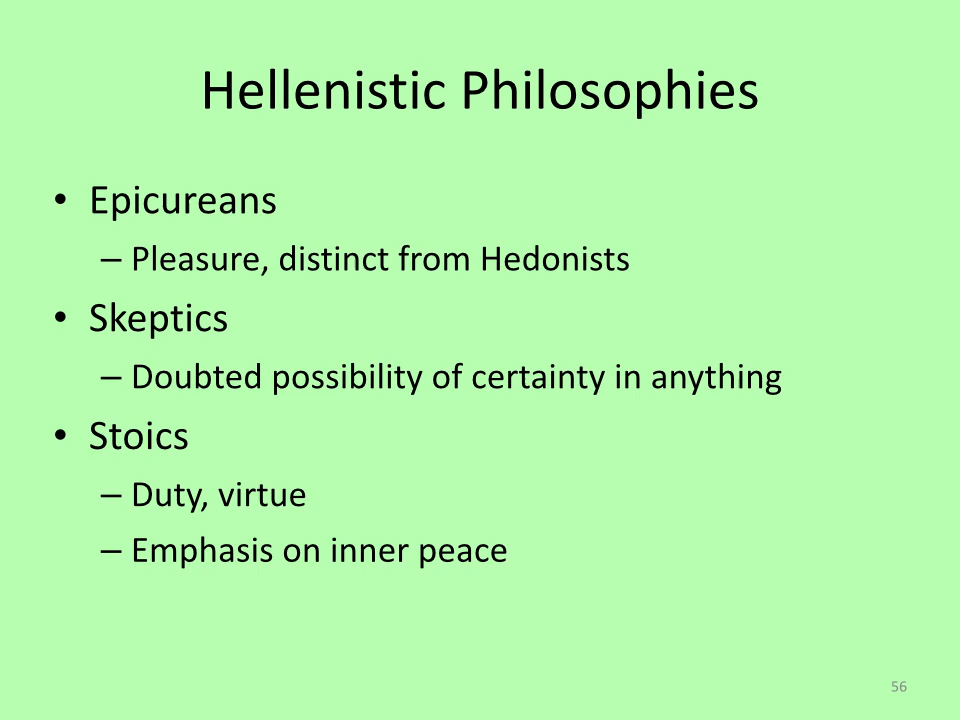 Hellenistic Philosophies
• Epicureans
– Pleasure, distinct from Hedonists
• Skeptics
– Doubted possibility of certainty in anything
• Stoics
– Duty, virtue
– Emphasis on inner peace
56